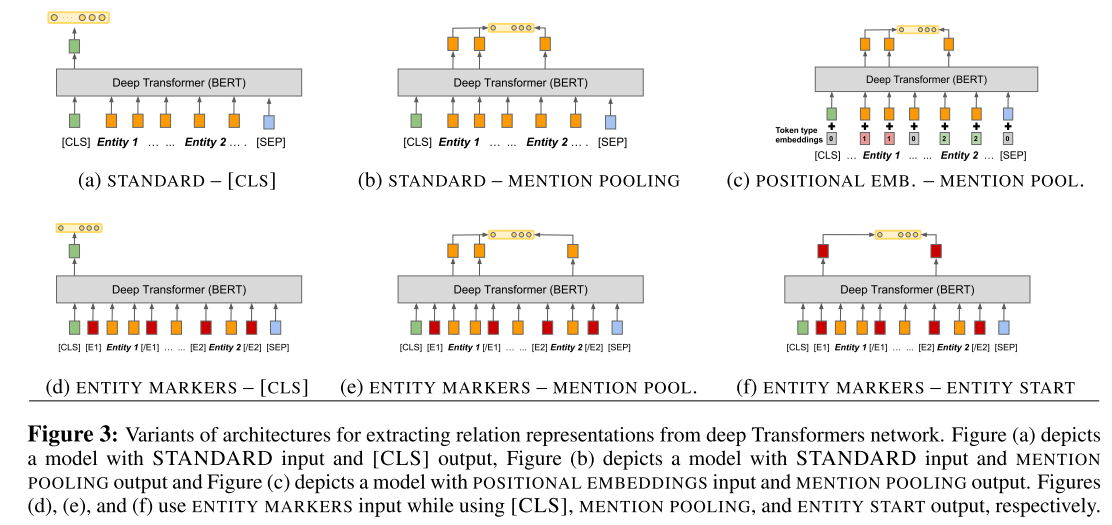 Deep Transformer (BERT)
[CLS] Entity 1 ... ... Entity 2 ... . [SEP]
(a) STANDARD – [CLS]
Deep Transformer (BERT)
[CLS] Entity 1 ... ... Entity 2 ... . [SEP]
(b) STANDARD – MENTION POOLING
Deep Transformer (BERT)
+ + + + + + +
Token type embeddings
0 1 1 0 2 2 0
[CLS] ... Entity 1 ... ... Entity 2 ... [SEP]
(c) POSITIONAL EMB. – MENTION POOL.
Deep Transformer (BERT)
[CLS] [E1] Entity 1 [/E1] ... ... [E2] Entity 2 [/E2] [SEP]
(d) ENTITY MARKERS – [CLS]
Deep Transformer (BERT)
[CLS] [E1] Entity 1 [/E1] ... ... [E2] Entity 2 [/E2] [SEP]
(e) ENTITY MARKERS – MENTION POOL.
Deep Transformer (BERT)
[CLS] [E1] Entity 1 [/E1] ... ... [E2] Entity 2 [/E2] [SEP]
(f) ENTITY MARKERS – ENTITY START
Figure 3: Variants of architectures for extracting relation representations from deep Transformers network. Figure (a) depicts
a model with STANDARD input and [CLS] output, Figure (b) depicts a model with STANDARD input and MENTION
POOLING output and Figure (c) depicts a model with POSITIONAL EMBEDDINGS input and MENTION POOLING output. Figures
(d), (e), and (f) use ENTITY MARKERS input while using [CLS], MENTION POOLING, and ENTITY START output, respectively.